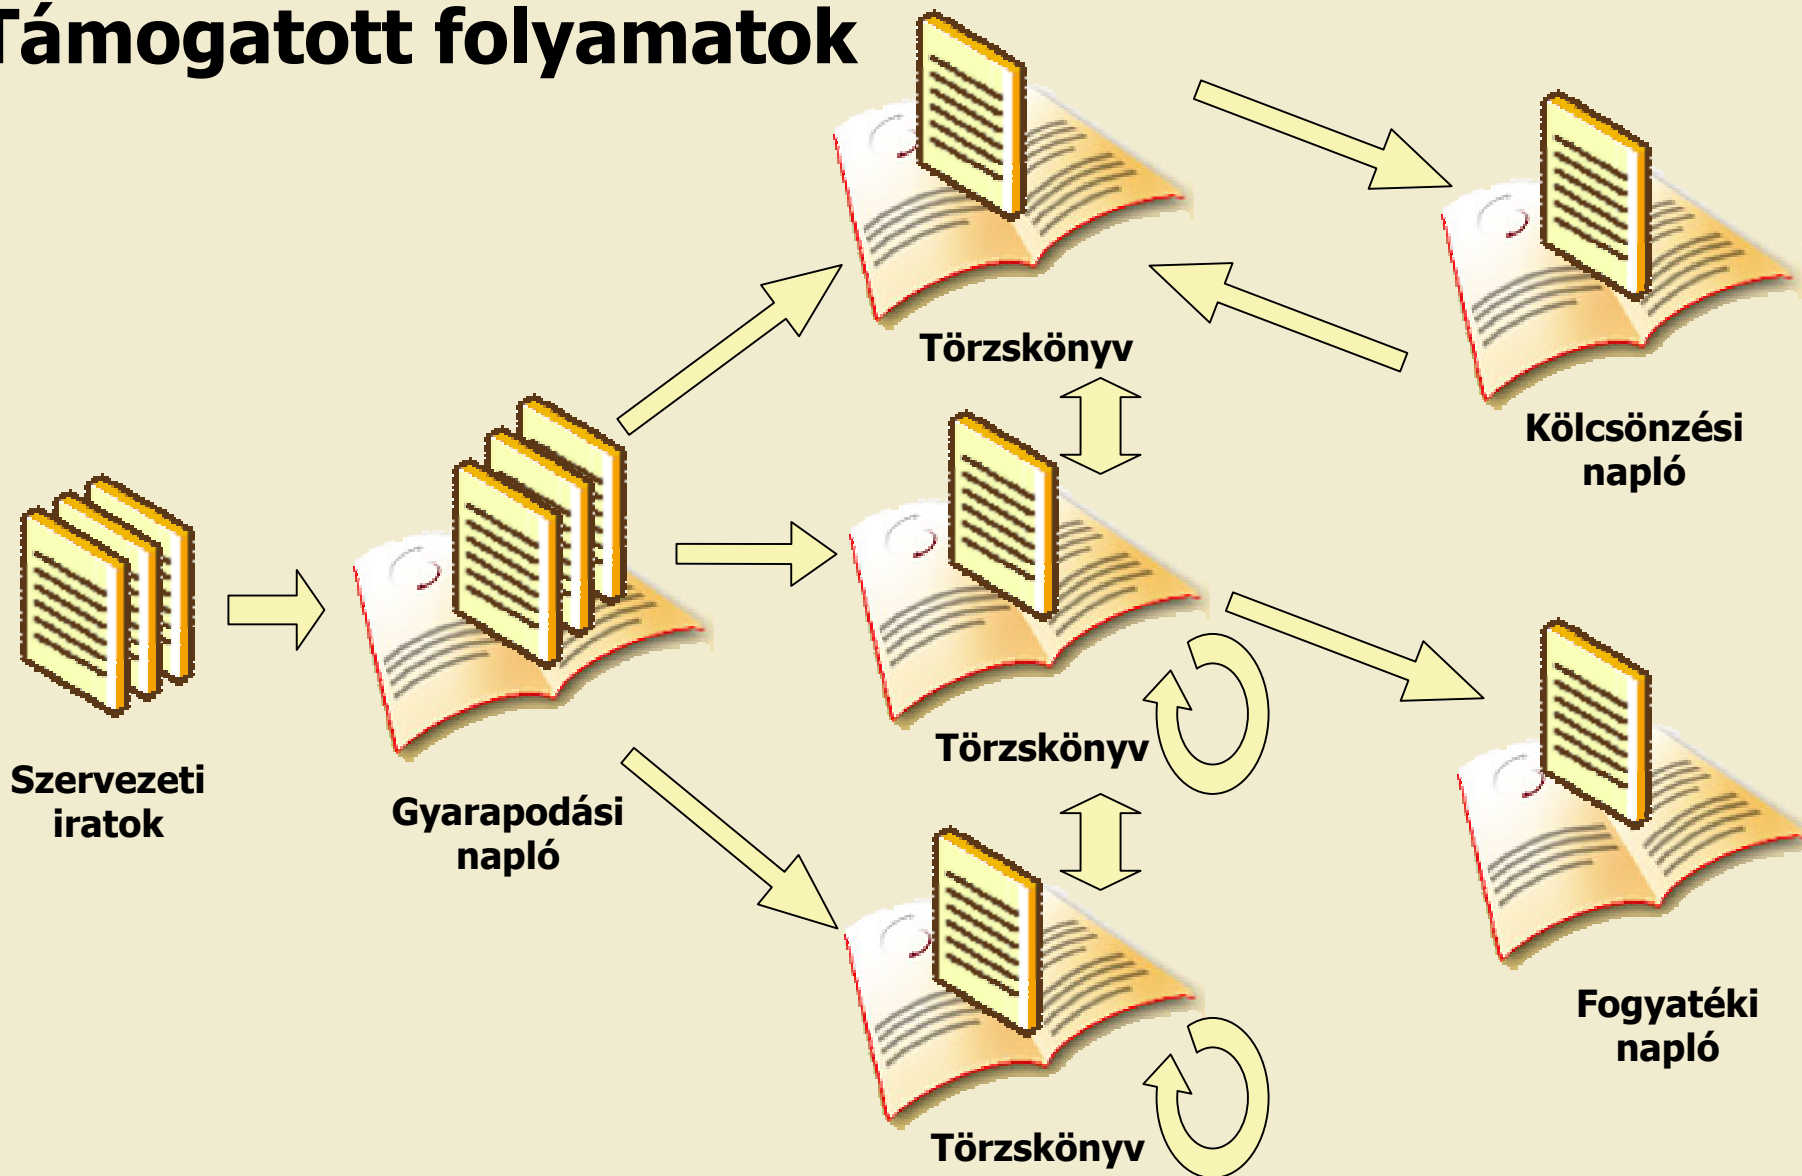 Támogatott folyamatok
Törzskönyv
Kölcsönzési
napló
Szervezeti
iratok
Gyarapodási
napló
Törzskönyv
Fogyatéki
napló
Törzskönyv